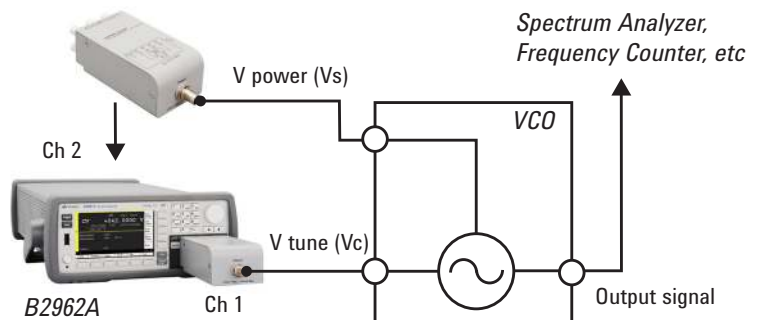 Spectrum Analyzer,
Frequency Counter, etc
V power (Vs)
VCO
Ch 2
V tune (Vc)
B2962A
Ch 1
Output signal